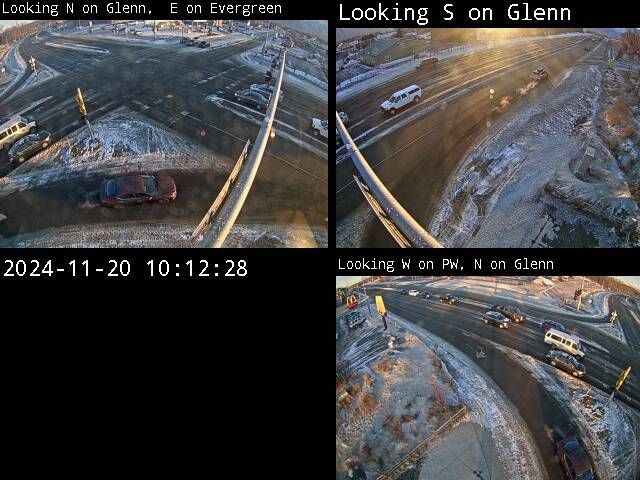 Looking N on Glenn,  E on Evergreen
Looking S on Glenn
2024-11-20 10:12:28
Looking W on PW, N on Glenn